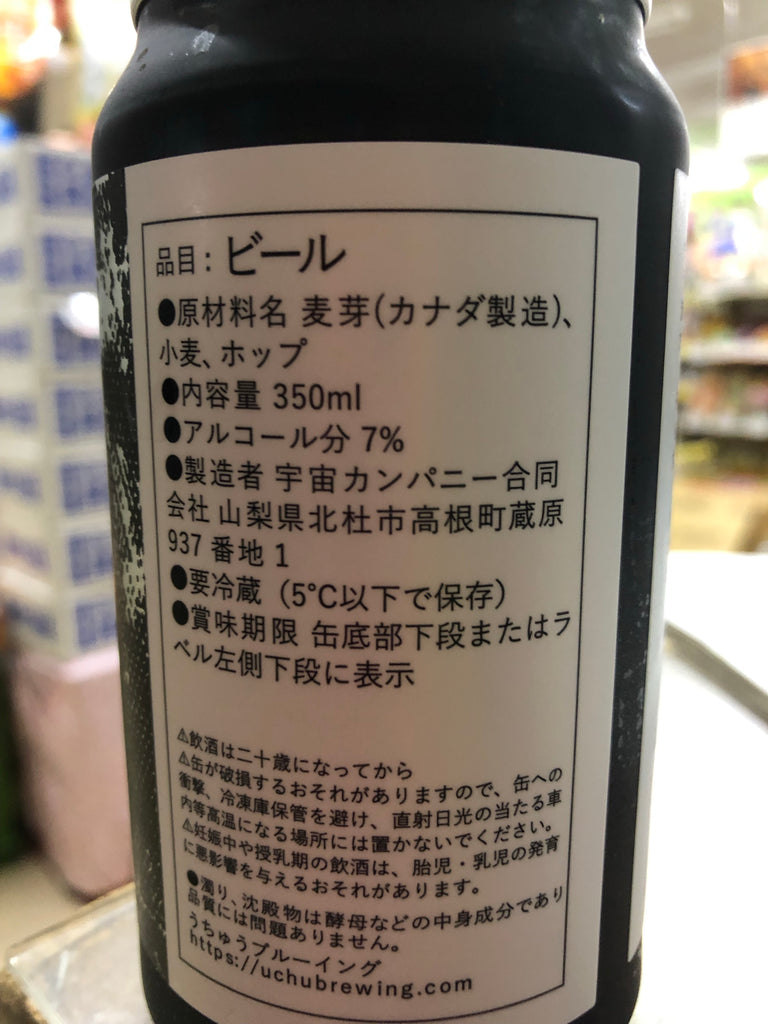 品目：ビール
●原材料名 麦芽(カナダ製造)、
小麦、ホップ
●内容量 350ml
●アルコール分 7%
●製造者 宇宙カンパニー合同
会社 山梨県北杜市高根町蔵原
937 番地 1
●要冷蔵（5℃以下で保存）
●賞味期限 缶底部下段またはラ
ベル左側下段に表示
⚠飲酒は二十歳になってから
⚠缶が破損するおそれがありますので、缶への
衝撃、冷凍庫保管を避け、直射日光の当たる車
内等高温になる場所には置かないでください。
⚠妊娠中や授乳期の飲酒は、胎児・乳児の発育
に悪影響を与えるおそれがあります。
●濁り、沈殿物は酵母などの中身成分であり
品質には問題ありません。
うちゅうブルーイング
https://uchubrewing.com